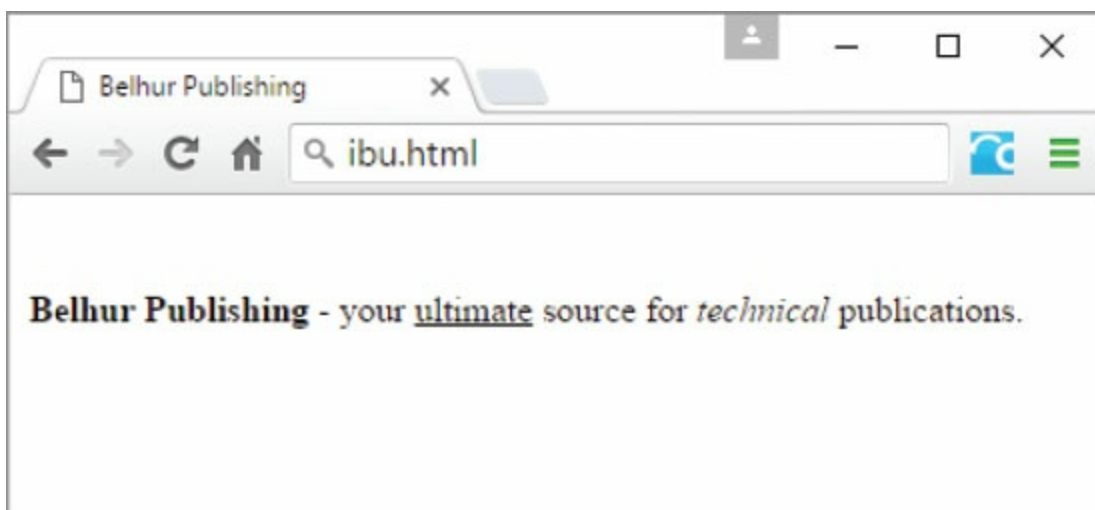 Belhur Publishing
ibu.html
Belhur Publishing - your ultimate source for technical publications.